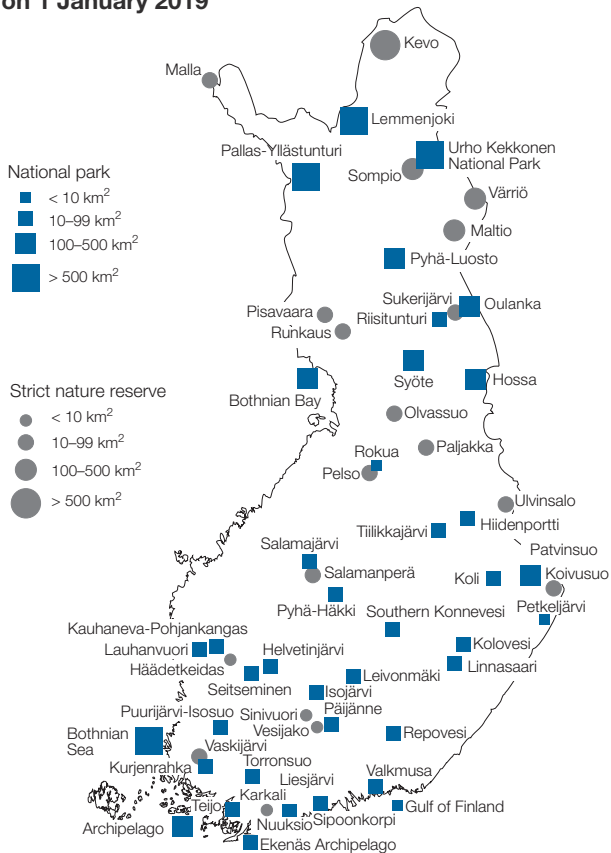 on 1 January 2019
Kevo
Malla
Lemmenjoki
Pallas-Yllästunturi
Urho Kekkonen
National Park
Sompio
National park
< 10 km²
10–99 km²
100–500 km²
> 500 km²
Värriö
Maltio
Pyhä-Luosto
Sukerijärvi
Oulanka
Pisavaara
Riisitunturi
Runkaus
Syöte
Hossa
Bothnian Bay
Strict nature reserve
< 10 km²
10–99 km²
100–500 km²
> 500 km²
Olvassuo
Paljakka
Rokua
Pelso
Ulvinsalo
Hiidenportti
Tiilikkajärvi
Salamajärvi
Patvinsuo
Salamanperä
Koli
Koivusuo
Pyhä-Häkki
Petkeljärvi
Southern Konnevesi
Kauhaneva-Pohjankangas
Lauhanvuori
Helvetinjärvi
Kolovesi
Häädetkeidas
Linnasaari
Seitseminen
Leivonmäki
Isojärvi
Puurijärvi-Isosuo
Sinivuori
Päijänne
Bothnian
Sea
Vesijako
Repovesi
Vaskijärvi
Kurjenrahka
Torronsuo
Liesjärvi
Valkmusa
Karkali
Teijo
Gulf of Finland
Nuuksio
Sipoonkorpi
Archipelago
Ekenäs Archipelago